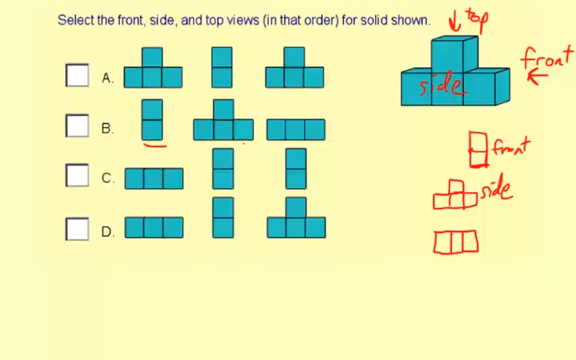 Select the front, side, and top views (in that order) for solid shown.
top
front
side
A.
B.
front
C.
side
D.